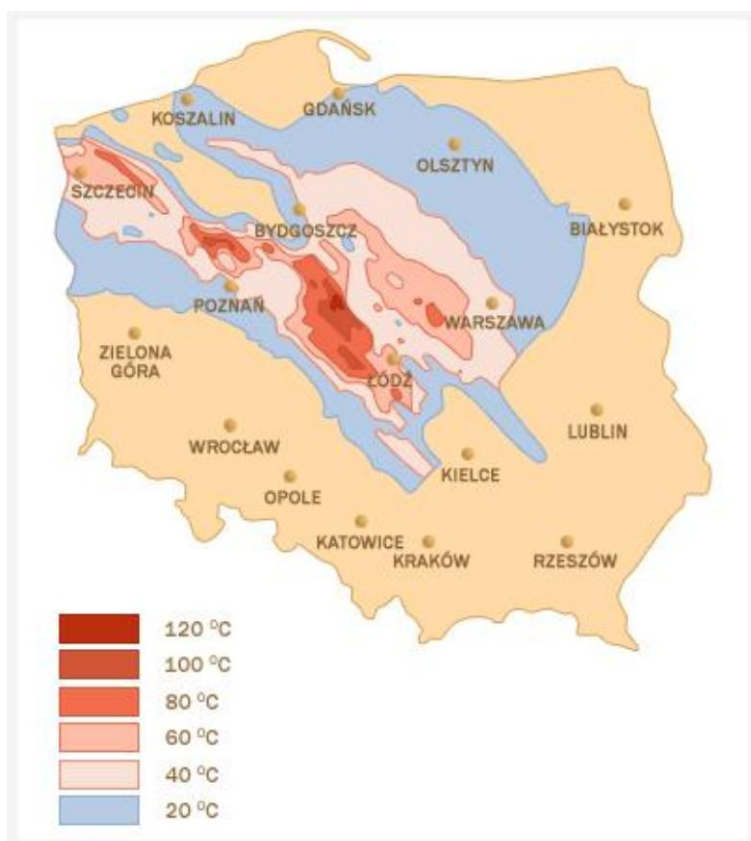 KOSZALIN
GDAŃSK
OLSZTYN
SZCZECIN
BYDGOSZCZ
BIAŁYSTOK
POZNAŃ
WARSZAWA
ZIELONA
GÓRA
ŁÓDŹ
WROCŁAW
LUBLIN
KIELCE
OPOLE
KATOWICE
KRAKÓW
RZESZÓW
120 °C
100 °C
80 °C
60 °C
40 °C
20 °C